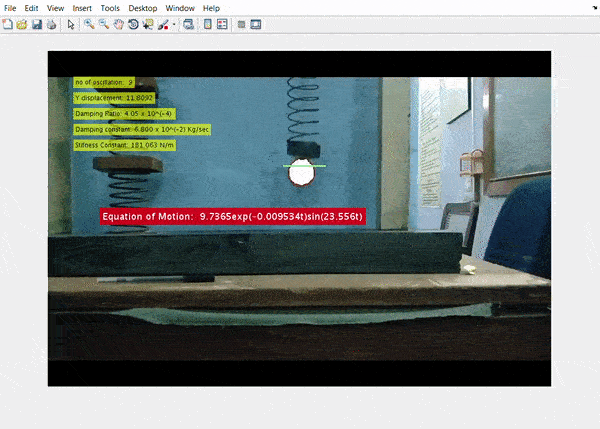 File Edit View Insert Tools Desktop Window Help
no of oscillation: 9
Y displacement: 11.8092
Damping Ratio: 4.05 x 10^(-4)
Damping constant: 6.800 x 10^(-2) Kg/sec
Stifness Constant: 181.063 N/m
Equation of Motion: 9.7365exp(-0.009534t)sin(23.556t)